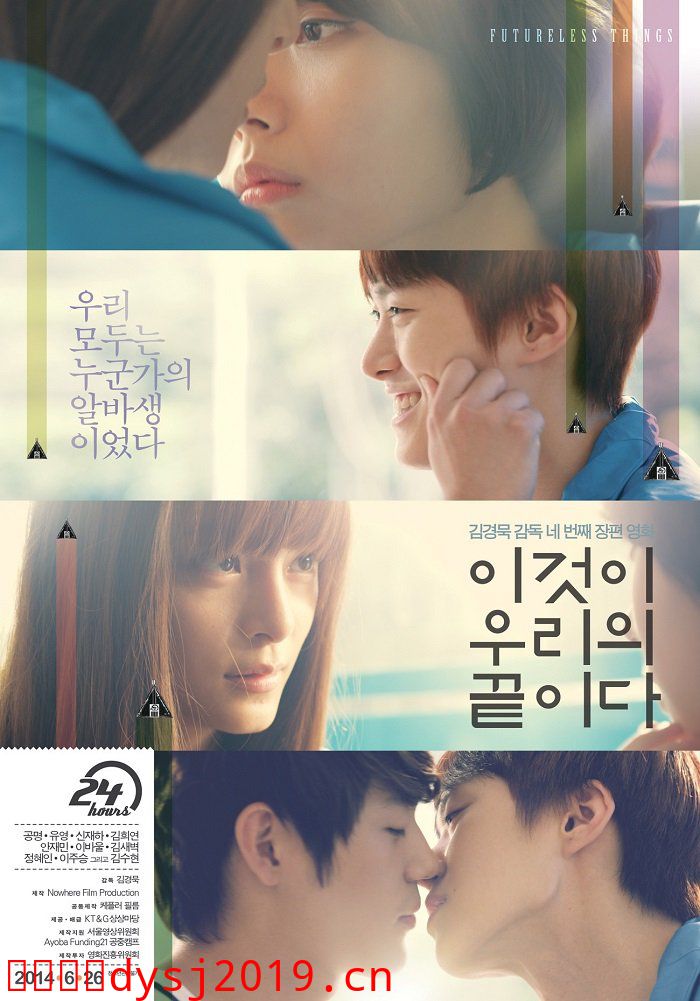 FUTURELESS THINGS
우리
모두는
누군가의
알바생
이었다
김경묵 감독 네 번째 장편 영화
이것이
우리의
끝이다
24
hours
공명 • 유영 • 신재하 • 김희연
안재민 • 이바울 • 김새벽
정혜인 • 이주승 그리고 김수현
감독 김경묵
제작 Nowhere Film Production
공동제작 케플러 필름
제공 • 배급 KT&G상상마당
제작지원 서울영상위원회
Ayoba Funding21 공중캠프
제작투자 영화진흥위원회
2014 . 6 . 26
dysj2019.cn